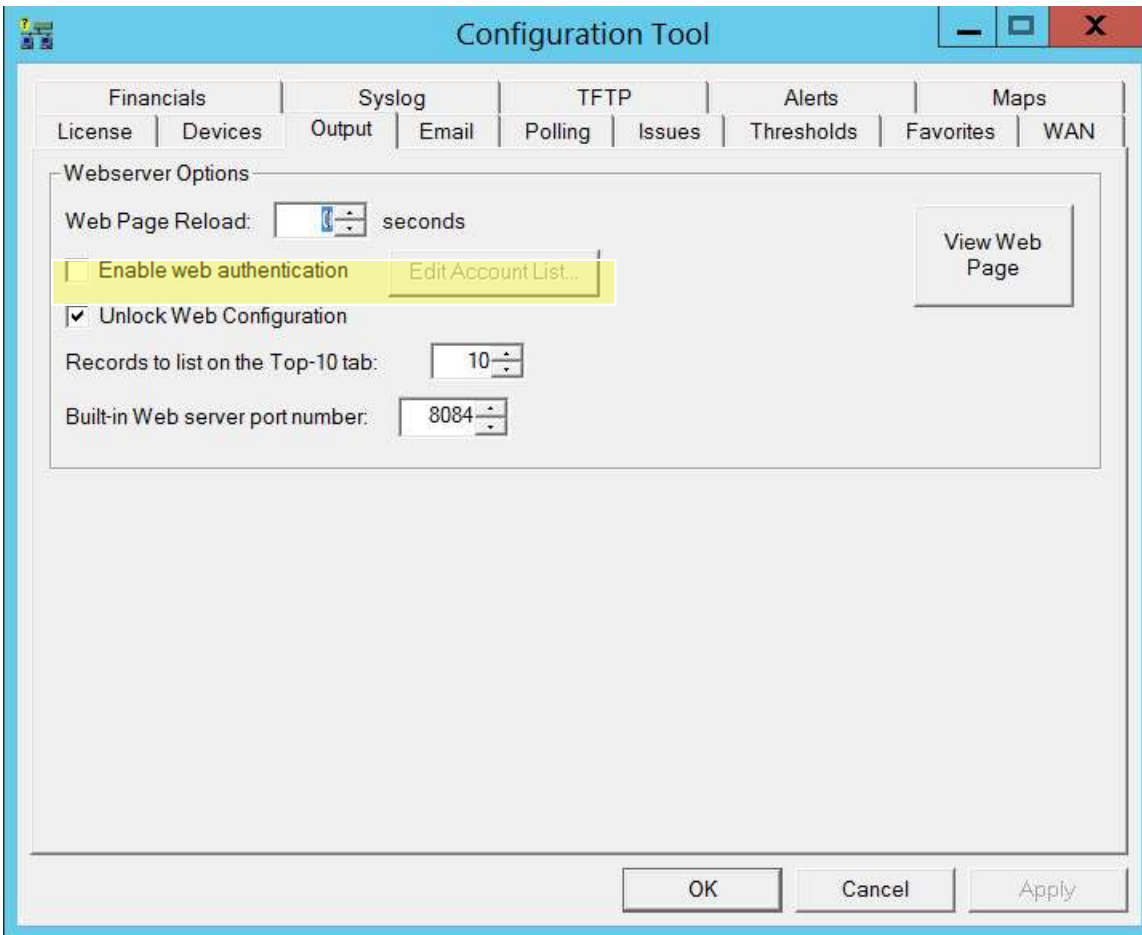 Configuration Tool
Financials Syslog TFTP Alerts Maps
License Devices Output Email Polling Issues Thresholds Favorites WAN
Webserver Options
Web Page Reload: 0 seconds
View Web
Page
Enable web authentication Edit Account List...
Unlock Web Configuration
Records to list on the Top-10 tab: 10
Built-in Web server port number: 8084
OK Cancel Apply